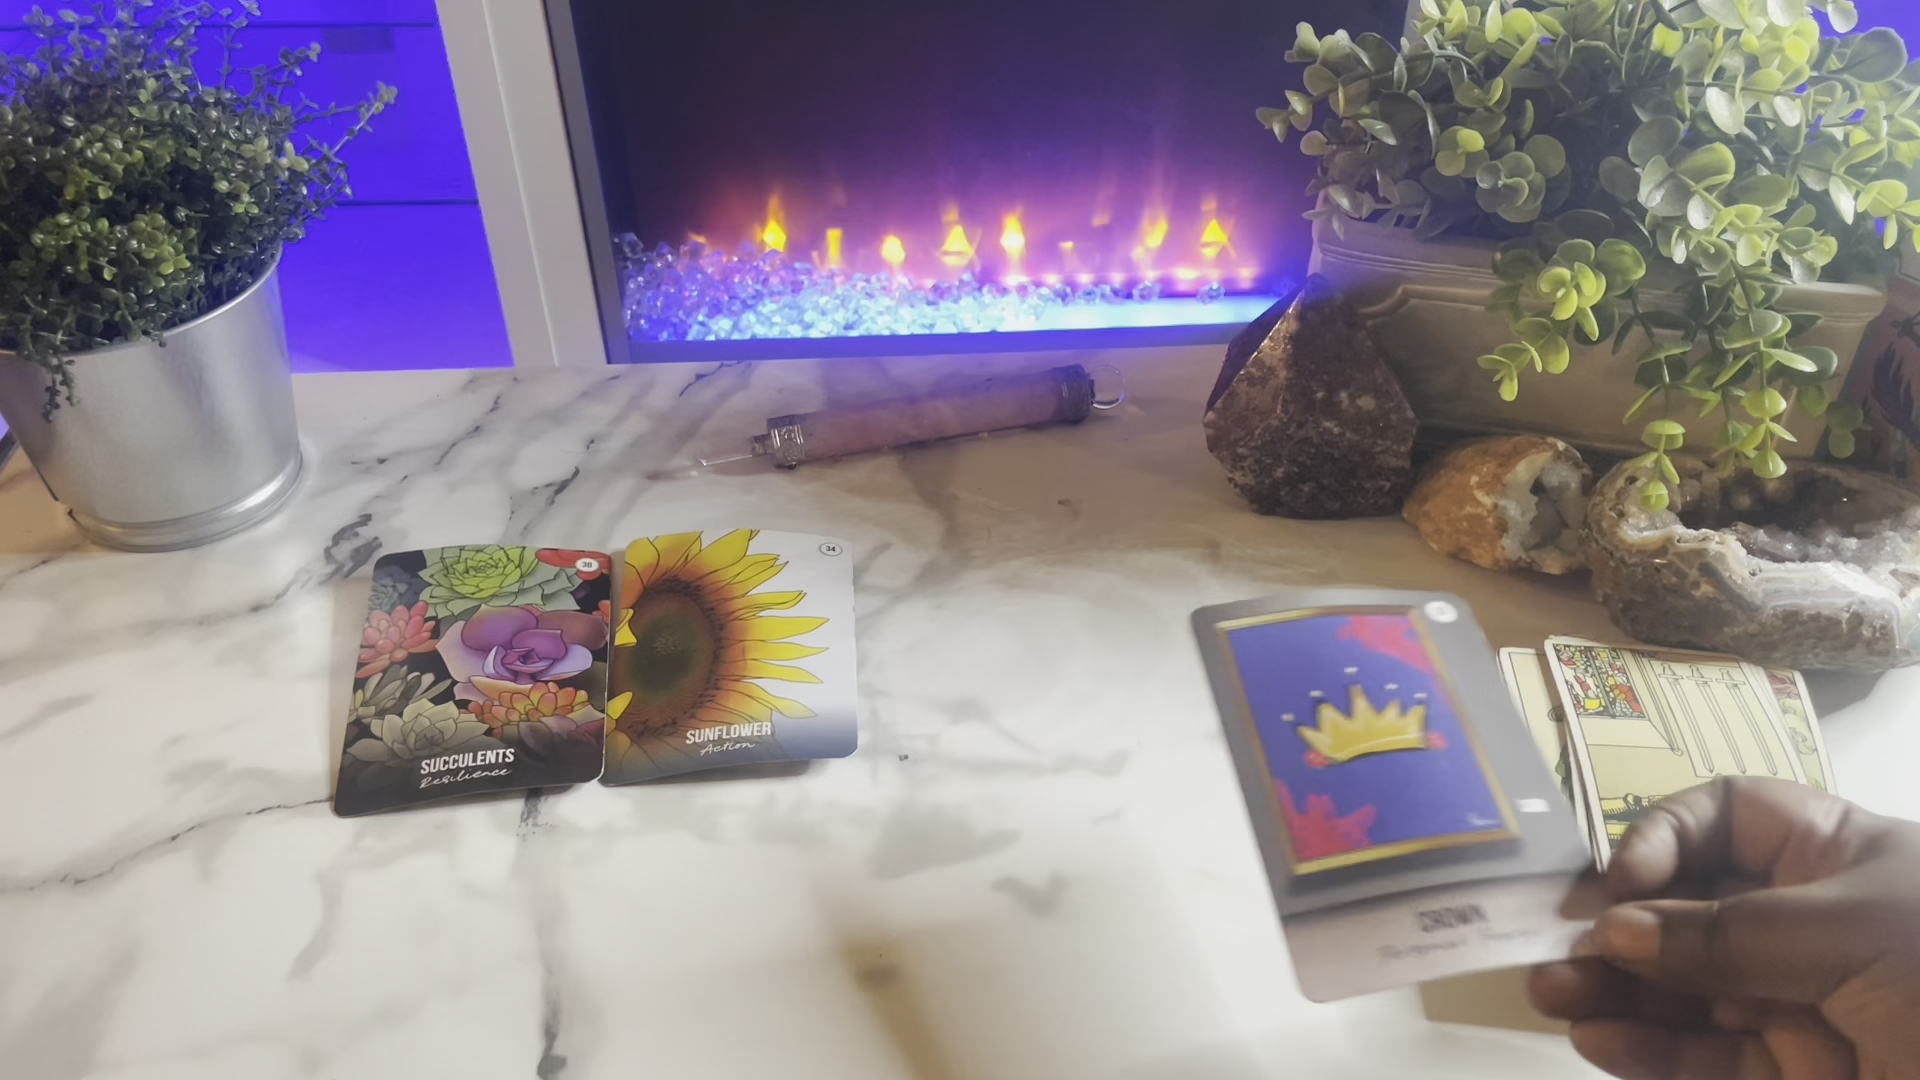 38
SUCCULENTS
Resilience
34
SUNFLOWER
Action
CROWN